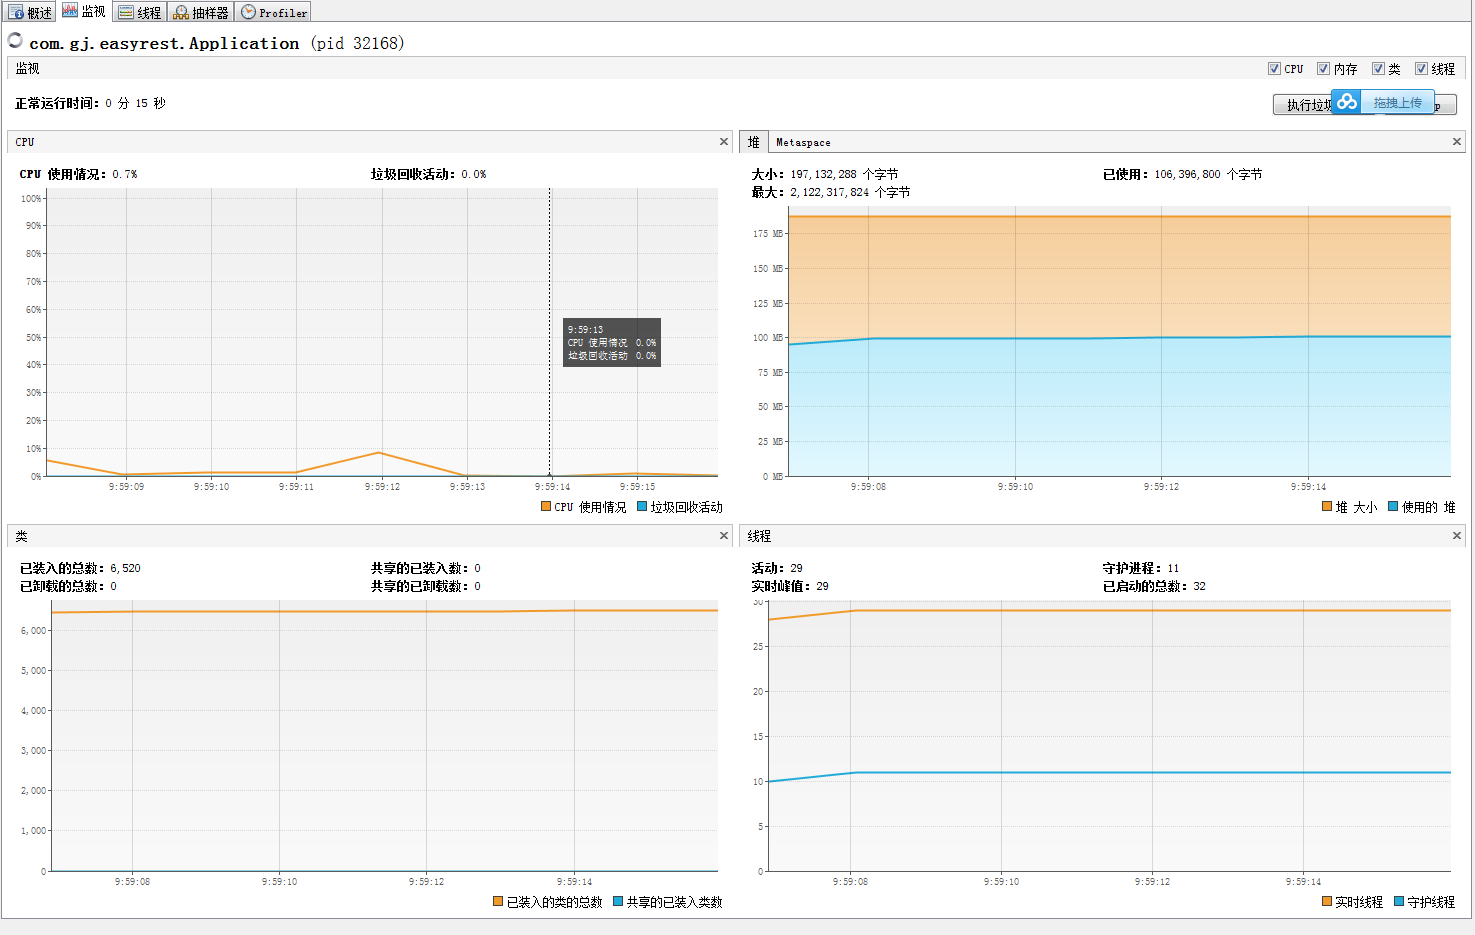 概述 监视 线程 抽样器 Profiler
com.gj.easyrest.Application (pid 32168)
监视 CPU 内存 类 线程
正常运行时间: 0 分 15 秒
执行垃圾 拖拽上传 p
CPU
CPU 使用情况: 0.7% 垃圾回收活动: 0.0%
100%
90%
80%
70%
60%
50%
40%
30%
20%
10%
0%
9:59:13
CPU 使用情况 0.0%
垃圾回收活动 0.0%
9:59:09 9:59:10 9:59:11 9:59:12 9:59:13 9:59:14 9:59:15
CPU 使用情况 垃圾回收活动
堆 Metaspace
大小: 197,132,288 个字节 已使用: 106,396,800 个字节
最大: 2,122,317,824 个字节
175 MB
150 MB
125 MB
100 MB
75 MB
50 MB
25 MB
0 MB
9:59:08 9:59:10 9:59:12 9:59:14
堆 大小 使用的 堆
类
已装入的总数: 6,520 共享的已装入数: 0
已卸载的总数: 0 共享的已卸载数: 0
6,000
5,000
4,000
3,000
2,000
1,000
0
9:59:08 9:59:10 9:59:12 9:59:14
已装入的类的总数 共享的已装入类数
线程
活动: 29 守护进程: 11
实时峰值: 29 已启动的总数: 32
30
25
20
15
10
5
0
9:59:08 9:59:10 9:59:12 9:59:14
实时线程 守护线程